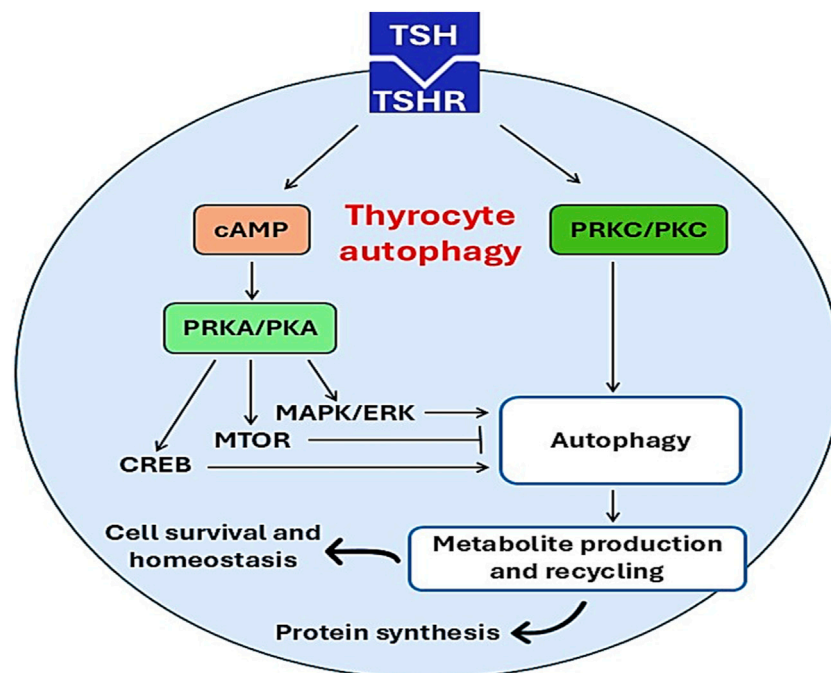 TSH
TSHR
cAMP
Thyrocyte
autophagy
PRKC/PKC
PRKA/PKA
MAPK/ERK
MTOR
CREB
Autophagy
Cell survival and
homeostasis
Metabolite production
and recycling
Protein synthesis